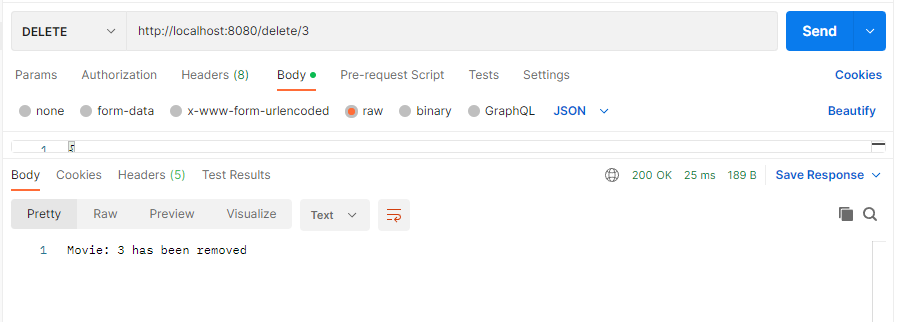 DELETE http://localhost:8080/delete/3 Send
Params Authorization Headers (8) Body Pre-request Script Tests Settings Cookies
none form-data x-www-form-urlencoded raw binary GraphQL JSON Beautify
1
Body Cookies Headers (5) Test Results 200 OK 25 ms 189 B Save Response
Pretty Raw Preview Visualize Text
1 Movie: 3 has been removed